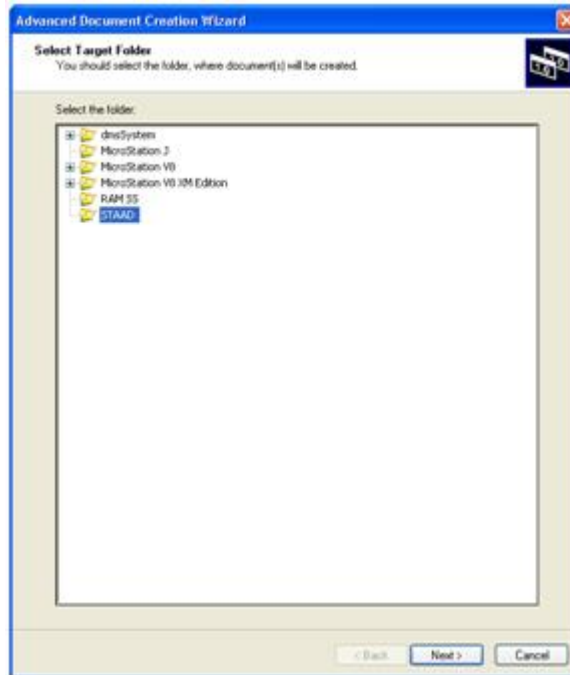 Advanced Document Creation Wizard
Select Target Folder
You should select the folder, where document(s) will be created.
Select the folder:
dmsSystem
MicroStation J
MicroStation V8
MicroStation V8 XM Edition
RAM SS
STAAD
< Back
Next >
Cancel